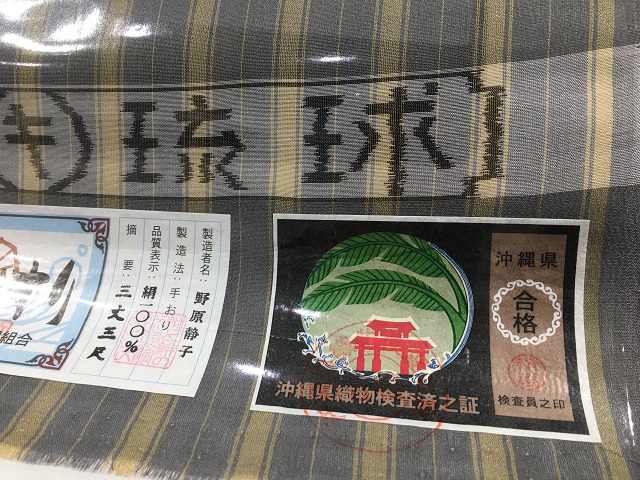 琉球
製造者名：野原静子
製造法：手おり
品質表示：絹一〇〇%
摘要：三丈三尺
組合
沖縄県
合格
検査員之印
沖縄県織物検査済之証